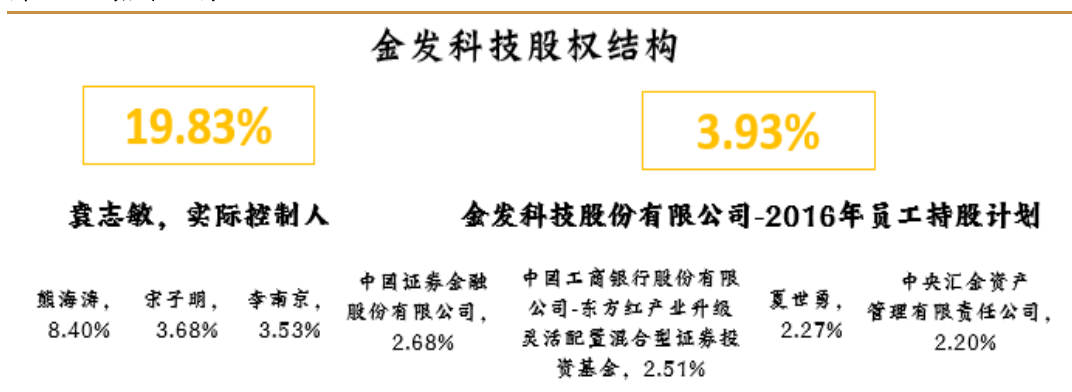 金发科技股权结构
19.83%
3.93%
袁志敏，实际控制人
金发科技股份有限公司-2016年员工持股计划
熊海涛，
8.40%
宋子明，
3.68%
李南京，
3.53%
中国证券金融
股份有限公司，
2.68%
中国工商银行股份有限
公司-东方红产业升级
灵活配置混合型证券投
资基金，2.51%
夏世勇，
2.27%
中央汇金资产
管理有限责任公司，
2.20%